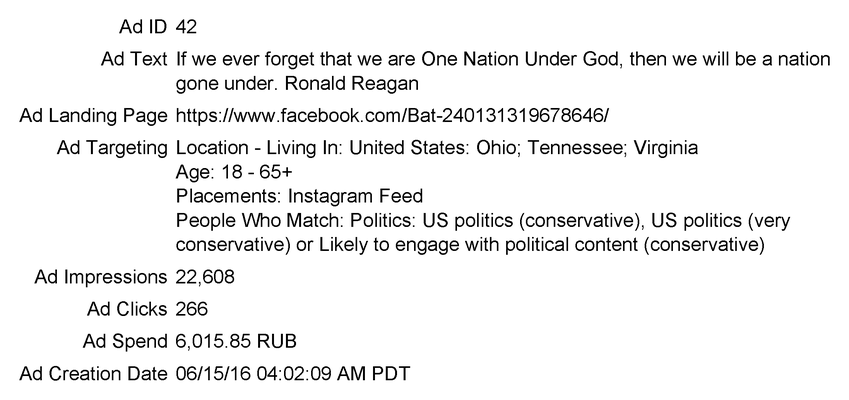 Ad ID 42
Ad Text If we ever forget that we are One Nation Under God, then we will be a nation
gone under. Ronald Reagan
Ad Landing Page https://www.facebook.com/Bat-240131319678646/
Ad Targeting Location - Living In: United States: Ohio; Tennessee; Virginia
Age: 18 - 65+
Placements: Instagram Feed
People Who Match: Politics: US politics (conservative), US politics (very
conservative) or Likely to engage with political content (conservative)
Ad Impressions 22,608
Ad Clicks 266
Ad Spend 6,015.85 RUB
Ad Creation Date 06/15/16 04:02:09 AM PDT